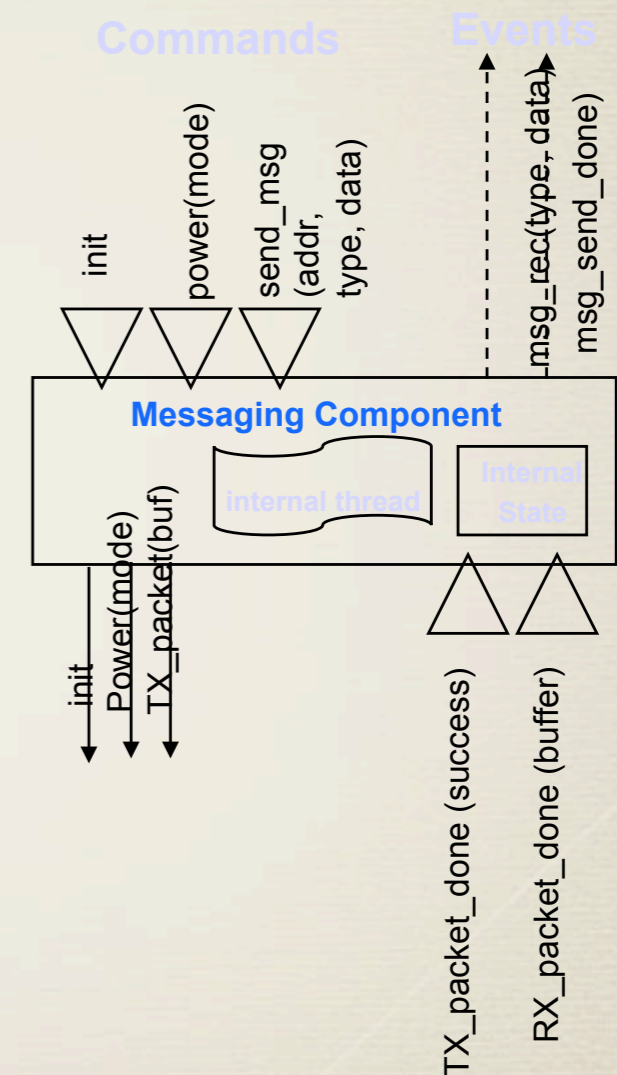 Commands
Events
init
power(mode)
send_msg
(addr,
type, data)
msg_rec(type, data)
msg_send_done)
Messaging Component
internal thread
Internal
State
init
Power(mode)
TX_packet(buf)
TX_packet_done (success)
RX_packet_done (buffer)